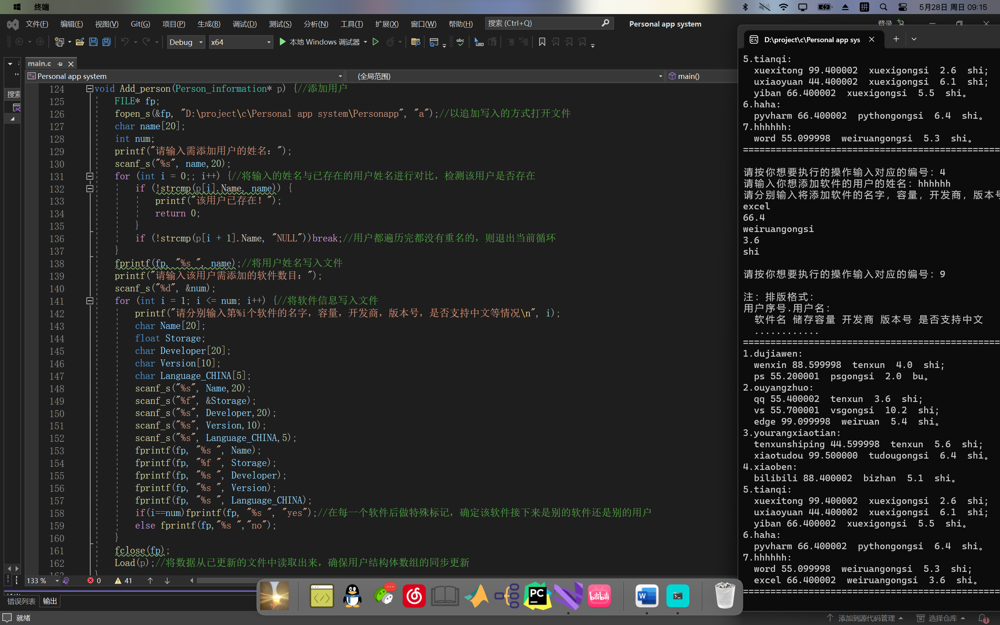 终端
5月28日 周日 09:15
文件(F) 编辑(E) 视图(V) Git(G) 项目(P) 生成(B) 调试(D) 测试(S) 分析(N) 工具(T) 扩展(X) 窗口(W) 帮助(H) 搜索 (Ctrl+Q) Personal app system 登录
Debug x64 本地 Windows 调试器
main.c
Personal app system (全局范围) main()
搜索
124 void Add_person(Person_information* p) {//添加用户
125 FILE* fp;
126 fopen_s(&fp, "D:\project\c\Personal app system\Personapp", "a");//以追加写入的方式打开文件
127 char name[20];
128 int num;
129 printf("请输入需添加用户的姓名: ");
130 scanf_s("%s", name,20);
131 for (int i = 0;; i++) {//将输入的姓名与已存在的用户姓名进行对比，检测该用户是否存在
132 if (!strcmp(p[i].Name, name)) {
133 printf("该用户已存在! ");
134 return 0;
135 }
136 if (!strcmp(p[i + 1].Name, "NULL"))break;//用户都遍历完都没有重名的，则退出当前循环
137 }
138 fprintf(fp, "%s ", name);//将用户姓名写入文件
139 printf("请输入该用户需添加的软件数目: ");
140 scanf_s("%d", &num);
141 for (int i = 1; i <= num; i++) {//将软件信息写入文件
142 printf("请分别输入第%i个软件的名字，容量，开发商，版本号，是否支持中文等情况\n", i);
143 char Name[20];
144 float Storage;
145 char Developer[20];
146 char Version[10];
147 char Language_CHINA[5];
148 scanf_s("%s", Name,20);
149 scanf_s("%f", &Storage);
150 scanf_s("%s", Developer,20);
151 scanf_s("%s", Version,10);
152 scanf_s("%s", Language_CHINA,5);
153 fprintf(fp, "%s ", Name);
154 fprintf(fp, "%f ", Storage);
155 fprintf(fp, "%s ", Developer);
156 fprintf(fp, "%s ", Version);
157 fprintf(fp, "%s ", Language_CHINA);
158 if(i==num)fprintf(fp, "%s ", "yes");//在每一个软件后做特殊标记，确定该软件接下来是别的软件还是别的用户
159 else fprintf(fp,"%s ","no");
160 }
161 fclose(fp);
162 Load(p);//将数据从已更新的文件中读取出来，确保用户结构体数组的同步更新
133 % 0 41
错误列表 输出
就绪
添加到源代码管理 选择仓库 1
D:\project\c\Personal app sys
5.tianqi:
xuexitong 99.400002 xuexigongsi 2.6 shi;
uxiaoyuan 44.400002 xuexigongsi 6.1 shi;
yiban 66.400002 xuexigongsi 5.5 shi。
6.haha:
pyvharm 66.400002 pythongongsi 6.4 shi。
7.hhhhhh:
word 55.099998 weiruangongsi 5.3 shi。
===============================================
请按你想要执行的操作输入对应的编号: 4
请输入你想添加软件的用户的姓名: hhhhhh
请分别输入将添加软件的名字，容量，开发商，版本号
excel
66.4
weiruangongsi
3.6
shi
请按你想要执行的操作输入对应的编号: 9
注: 排版格式:
用户序号.用户名:
软件名 储存容量 开发商 版本号 是否支持中文
............
===============================================
1.dujiawen:
wenxin 88.599998 tenxun 4.0 shi;
ps 55.200001 psgongsi 2.0 bu。
2.ouyangzhuo:
qq 55.400002 tenxun 3.6 shi;
vs 55.700001 vsgongsi 10.2 shi;
edge 99.099998 weiruan 5.4 shi。
3.yourangxiaotian:
tenxunshiping 44.599998 tenxun 5.6 shi;
xiaotudou 99.500000 tudougongsi 6.4 shi。
4.xiaoben:
bilibili 88.400002 bizhan 5.1 shi。
5.tianqi:
xuexitong 99.400002 xuexigongsi 2.6 shi;
uxiaoyuan 44.400002 xuexigongsi 6.1 shi;
yiban 66.400002 xuexigongsi 5.5 shi。
6.haha:
pyvharm 66.400002 pythongongsi 6.4 shi。
7.hhhhhh:
word 55.099998 weiruangongsi 5.3 shi;
excel 66.400002 weiruangongsi 3.6 shi。
===============================================